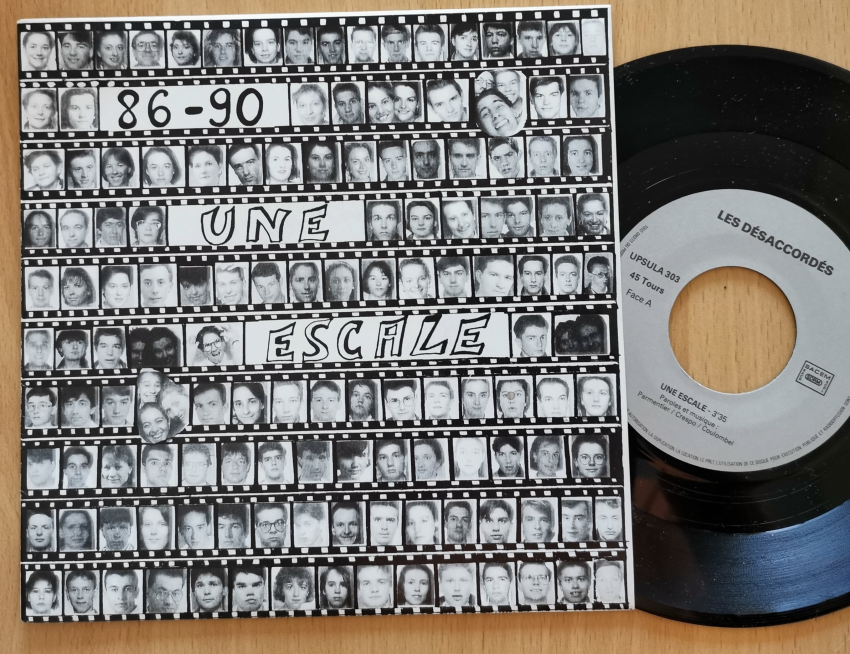 86-90
UNE
ESCALE
LES DÉSACCORDÉS
UPSULA 303
45 Tours
Face A
SACEM
UNE ESCALE - 3'35
Paroles et musique :
Parmentier / Crespo / Coulombel